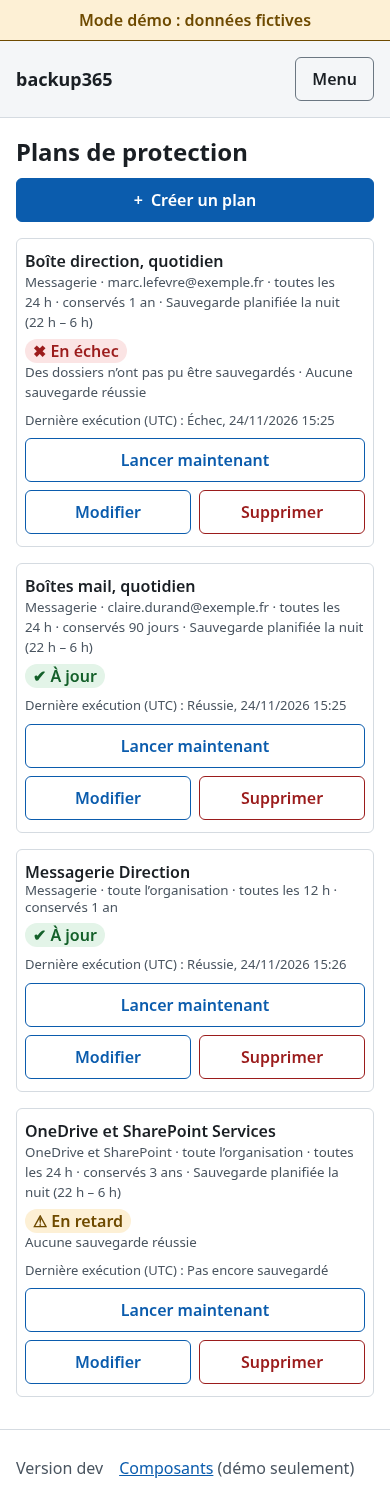 Mode démo : données fictives
backup365
Menu
Plans de protection
+ Créer un plan
Boîte direction, quotidien
Messagerie · marc.lefevre@exemple.fr · toutes les
24 h · conservés 1 an · Sauvegarde planifiée la nuit
(22 h – 6 h)
✖ En échec
Des dossiers n’ont pas pu être sauvegardés · Aucune
sauvegarde réussie
Dernière exécution (UTC) : Échec, 24/11/2026 15:25
Lancer maintenant
Modifier
Supprimer
Boîtes mail, quotidien
Messagerie · claire.durand@exemple.fr · toutes les
24 h · conservés 90 jours · Sauvegarde planifiée la nuit
(22 h – 6 h)
✔ À jour
Dernière exécution (UTC) : Réussie, 24/11/2026 15:25
Lancer maintenant
Modifier
Supprimer
Messagerie Direction
Messagerie · toute l’organisation · toutes les 12 h ·
conservés 1 an
✔ À jour
Dernière exécution (UTC) : Réussie, 24/11/2026 15:26
Lancer maintenant
Modifier
Supprimer
OneDrive et SharePoint Services
OneDrive et SharePoint · toute l’organisation · toutes
les 24 h · conservés 3 ans · Sauvegarde planifiée la
nuit (22 h – 6 h)
⚠ En retard
Aucune sauvegarde réussie
Dernière exécution (UTC) : Pas encore sauvegardé
Lancer maintenant
Modifier
Supprimer
Version dev Composants (démo seulement)